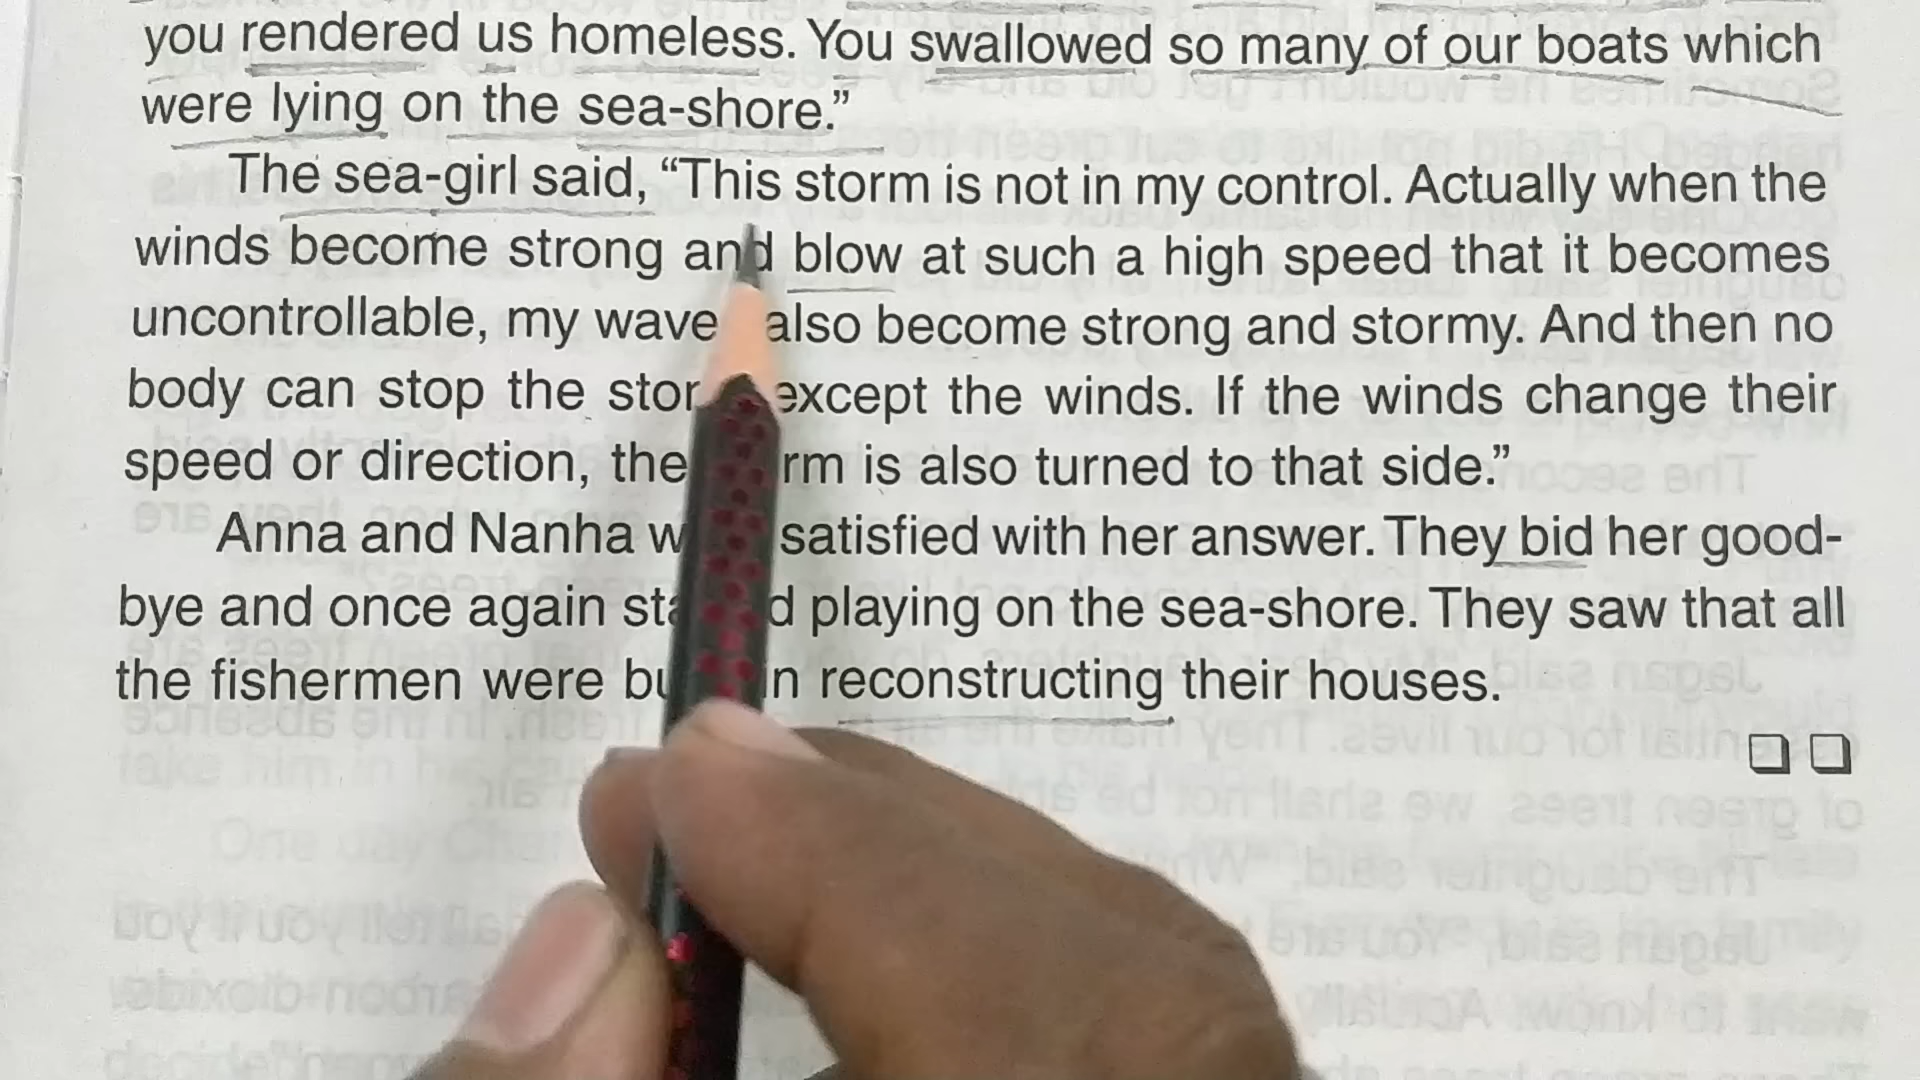 you rendered us homeless. You swallowed so many of our boats which
were lying on the sea-shore.”
The sea-girl said, “This storm is not in my control. Actually when the
winds become strong and blow at such a high speed that it becomes
uncontrollable, my wave also become strong and stormy. And then no
body can stop the stor except the winds. If the winds change their
speed or direction, the rm is also turned to that side.”
Anna and Nanha w satisfied with her answer. They bid her good-
bye and once again sta d playing on the sea-shore. They saw that all
the fishermen were bu in reconstructing their houses.